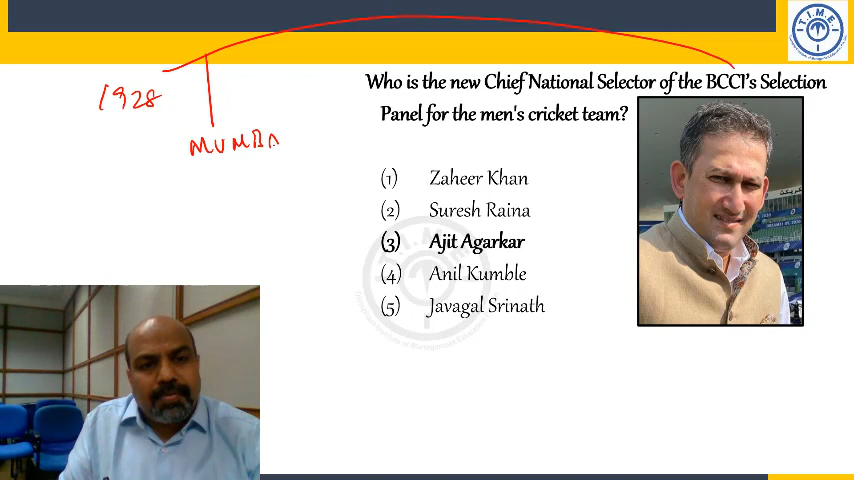 T.I.M.E.
Who is the new Chief National Selector of the BCCI's Selection
Panel for the men's cricket team?
1928
MUMBA
(1) Zaheer Khan
(2) Suresh Raina
(3) Ajit Agarkar
(4) Anil Kumble
(5) Javagal Srinath
T.I.M.E.